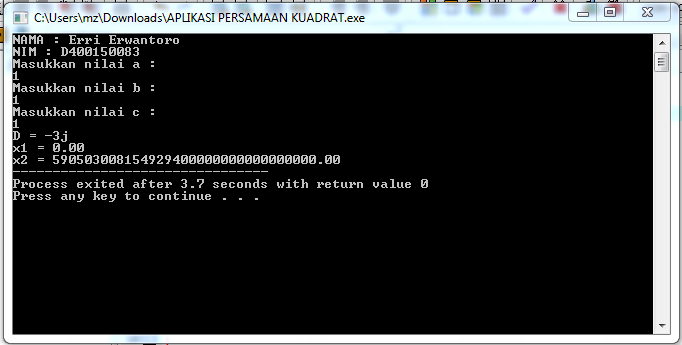 C:\Users\mz\Downloads\APLIKASI PERSAMAAN KUADRAT.exe
NAMA : Erri Erwantoro
NIM : D400150083
Masukkan nilai a :
1
Masukkan nilai b :
1
Masukkan nilai c :
1
D = -3j
x1 = 0.00
x2 = 59050300815492940000000000000000000.00
--------------------------------
Process exited after 3.7 seconds with return value 0
Press any key to continue . . .